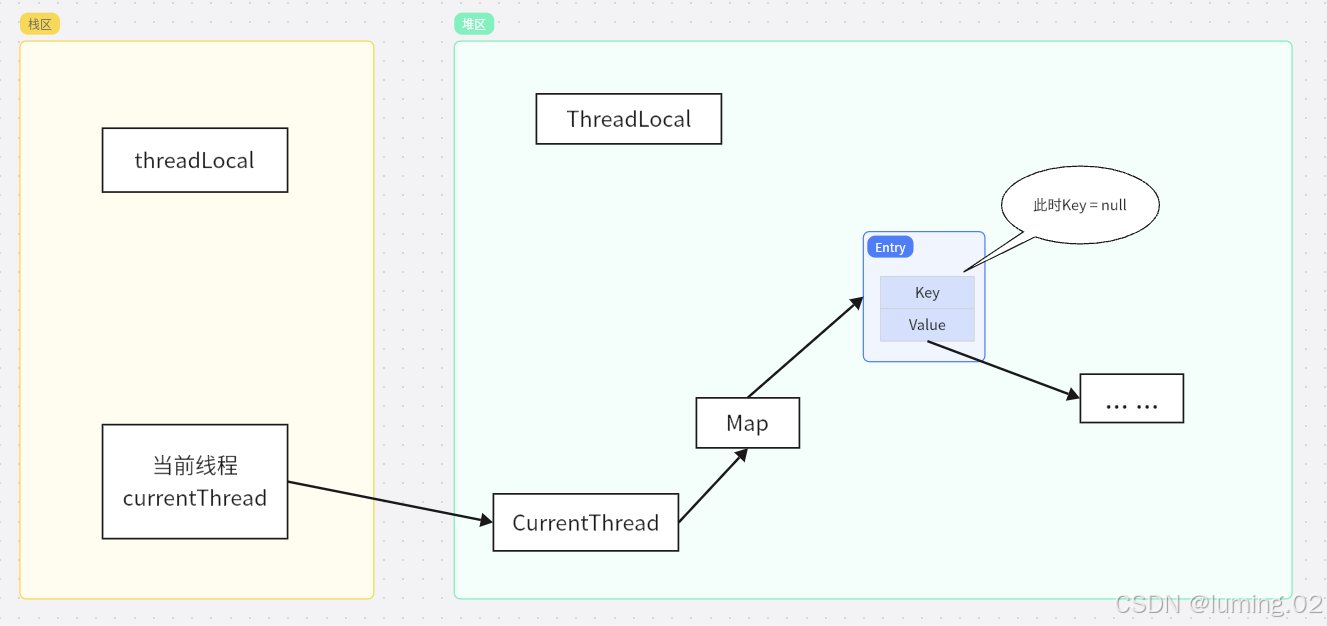 栈区
堆区
threadLocal
ThreadLocal
此时Key = null
Entry
Key
Value
... ...
Map
当前线程
currentThread
CurrentThread
CSDN @luming.02